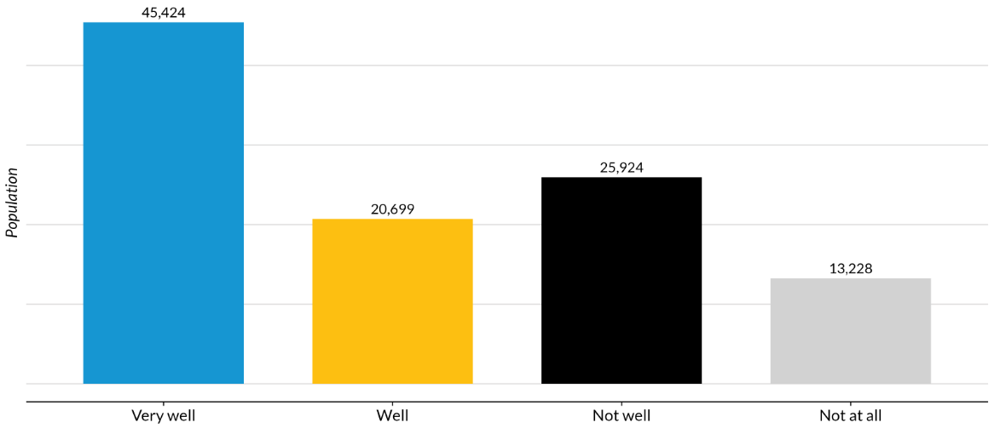 45,424
25,924
20,699
13,228
Population
Very well
Well
Not well
Not at all